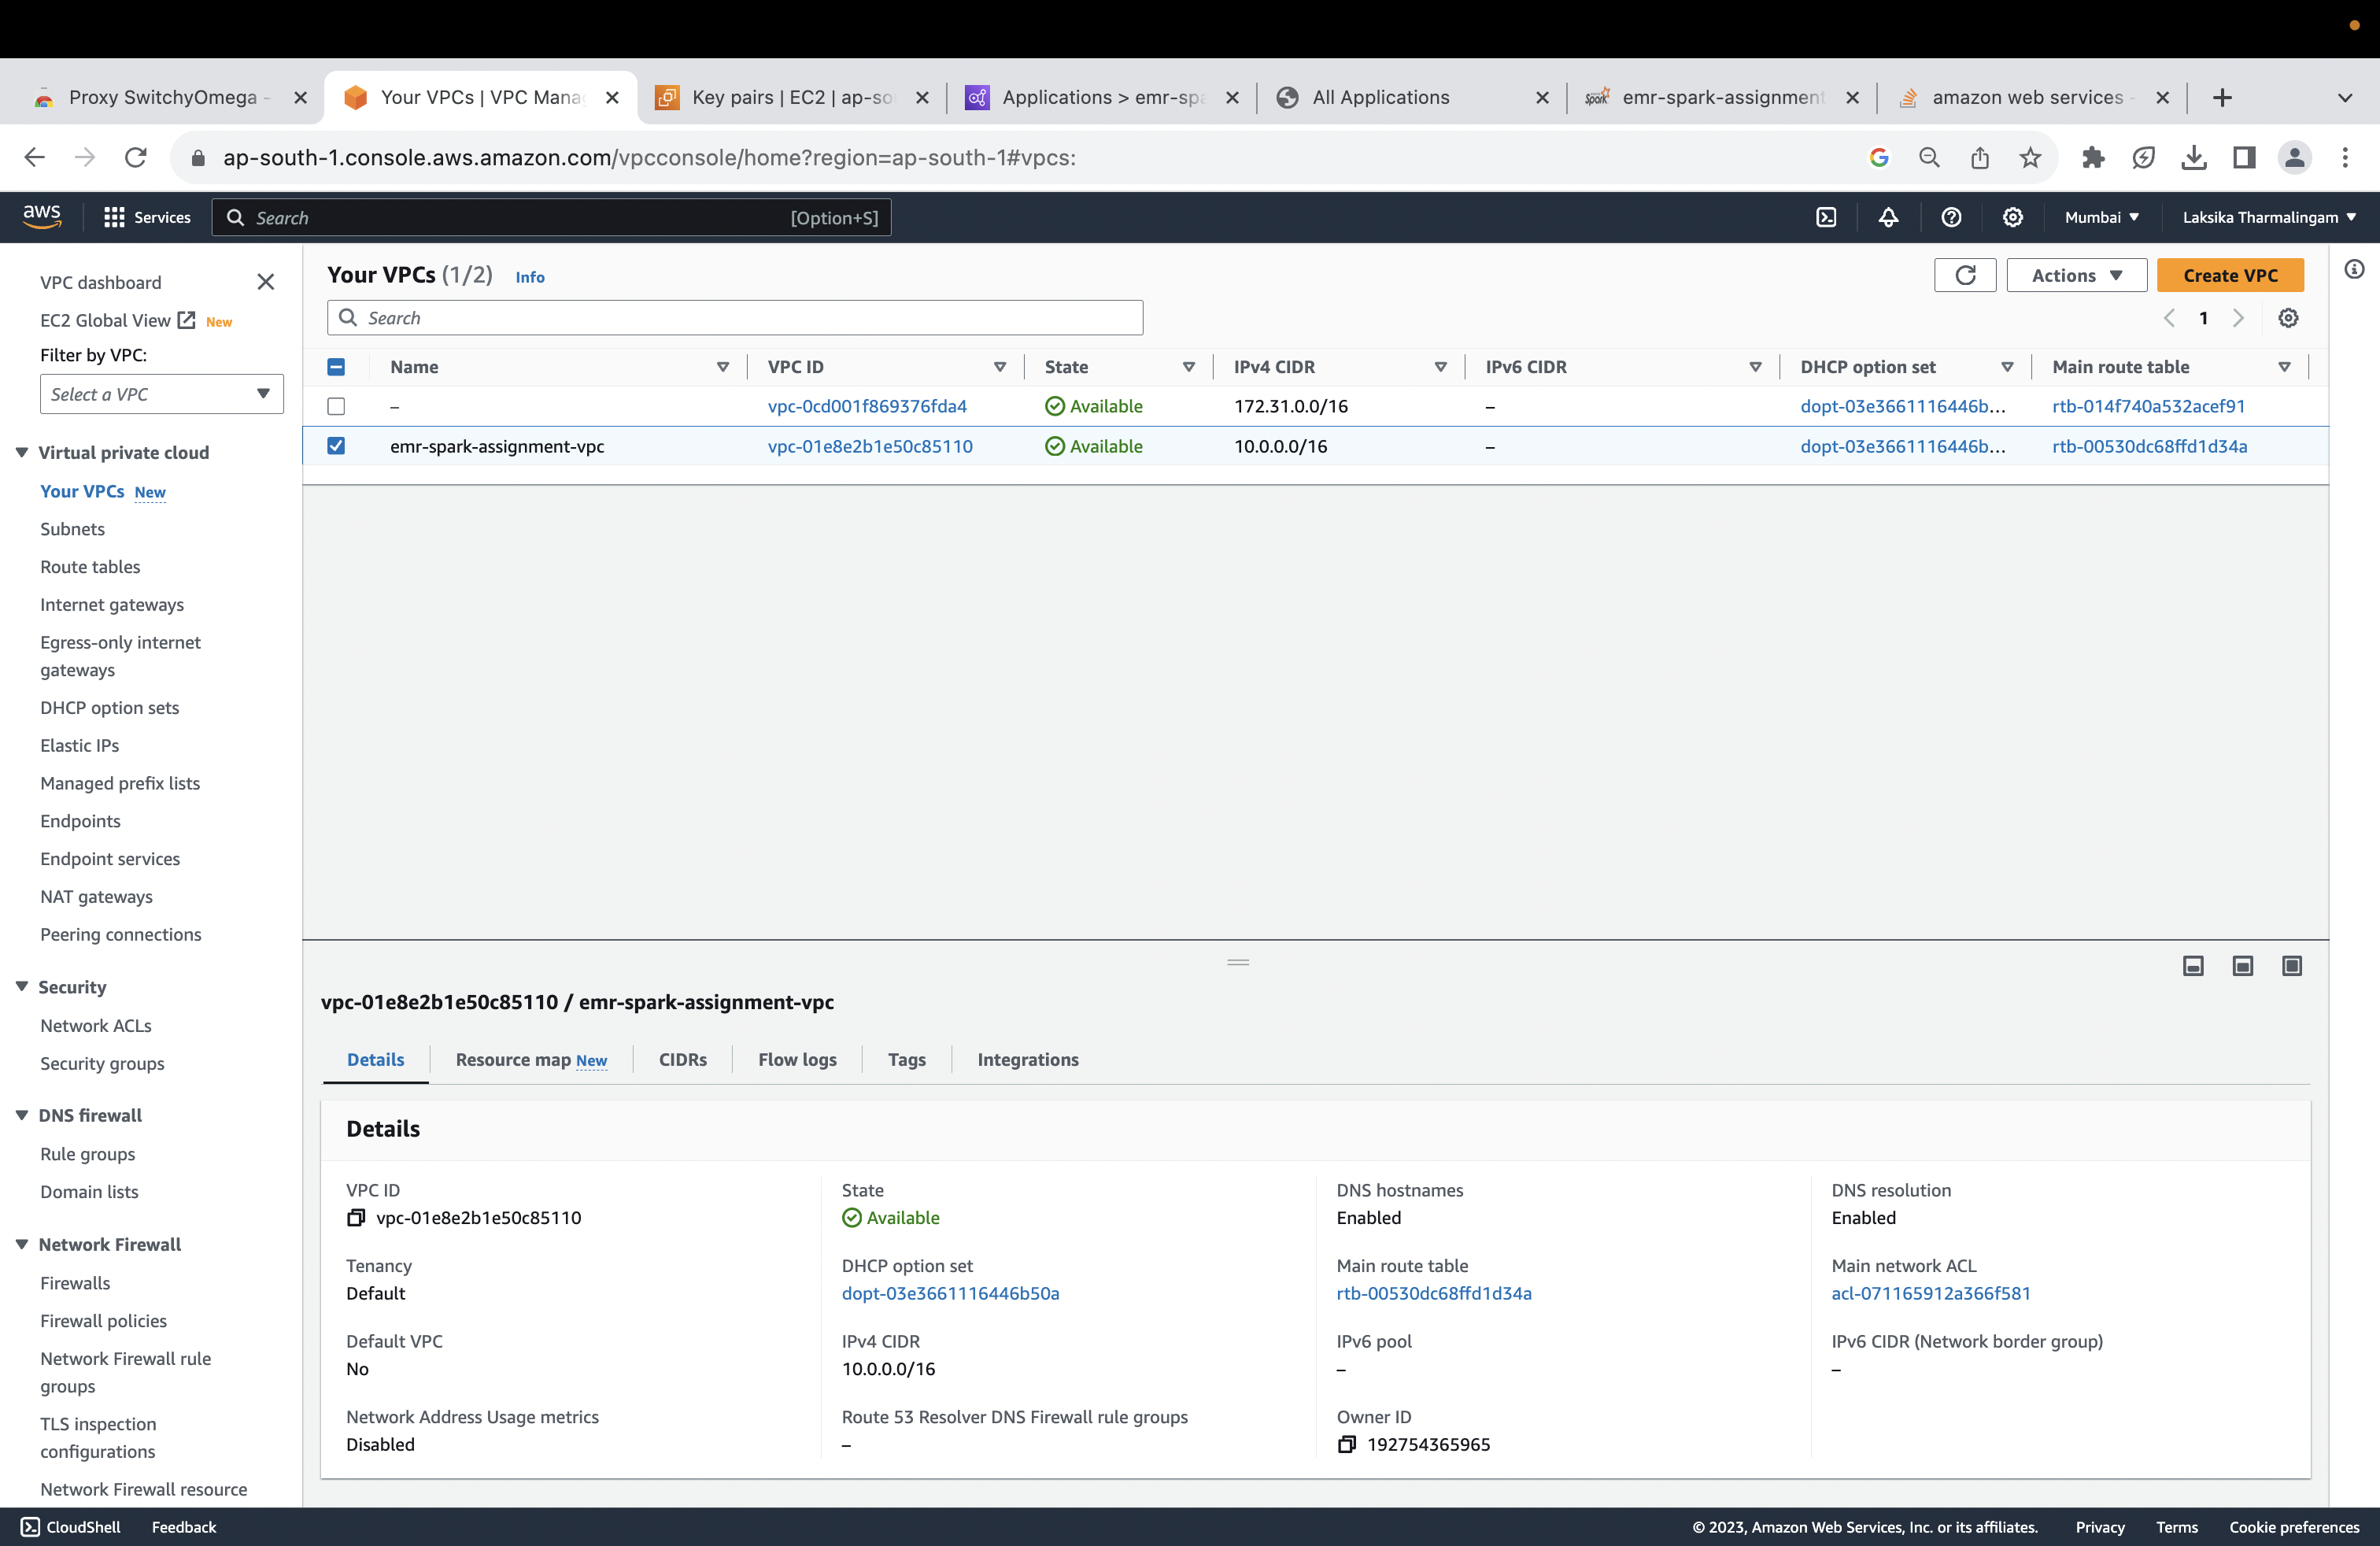 Proxy SwitchyOmega -
Your VPCs | VPC Mana
Key pairs | EC2 | ap-so
Applications > emr-spa
All Applications
Spark
emr-spark-assignment
amazon web services -
ap-south-1.console.aws.amazon.com/vpcconsole/home?region=ap-south-1#vpcs:
aws
Services
Search
[Option+S]
Mumbai
Laksika Tharmalingam
VPC dashboard
EC2 Global View New
Filter by VPC:
Select a VPC
Virtual private cloud
Your VPCs New
Subnets
Route tables
Internet gateways
Egress-only internet
gateways
DHCP option sets
Elastic IPs
Managed prefix lists
Endpoints
Endpoint services
NAT gateways
Peering connections
Security
Network ACLs
Security groups
DNS firewall
Rule groups
Domain lists
Network Firewall
Firewalls
Firewall policies
Network Firewall rule
groups
TLS inspection
configurations
Network Firewall resource
Your VPCs (1/2) Info
Actions
Create VPC
Search
1
Name VPC ID State IPv4 CIDR IPv6 CIDR DHCP option set Main route table
– vpc-0cd001f869376fda4 Available 172.31.0.0/16 – dopt-03e3661116446b... rtb-014f740a532acef91
emr-spark-assignment-vpc vpc-01e8e2b1e50c85110 Available 10.0.0.0/16 – dopt-03e3661116446b... rtb-00530dc68ffd1d34a
vpc-01e8e2b1e50c85110 / emr-spark-assignment-vpc
Details Resource map New CIDRs Flow logs Tags Integrations
Details
VPC ID
vpc-01e8e2b1e50c85110
State
Available
DNS hostnames
Enabled
DNS resolution
Enabled
Tenancy
Default
DHCP option set
dopt-03e3661116446b50a
Main route table
rtb-00530dc68ffd1d34a
Main network ACL
acl-071165912a366f581
Default VPC
No
IPv4 CIDR
10.0.0.0/16
IPv6 pool
–
IPv6 CIDR (Network border group)
–
Network Address Usage metrics
Disabled
Route 53 Resolver DNS Firewall rule groups
–
Owner ID
192754365965
CloudShell Feedback
© 2023, Amazon Web Services, Inc. or its affiliates. Privacy Terms Cookie preferences